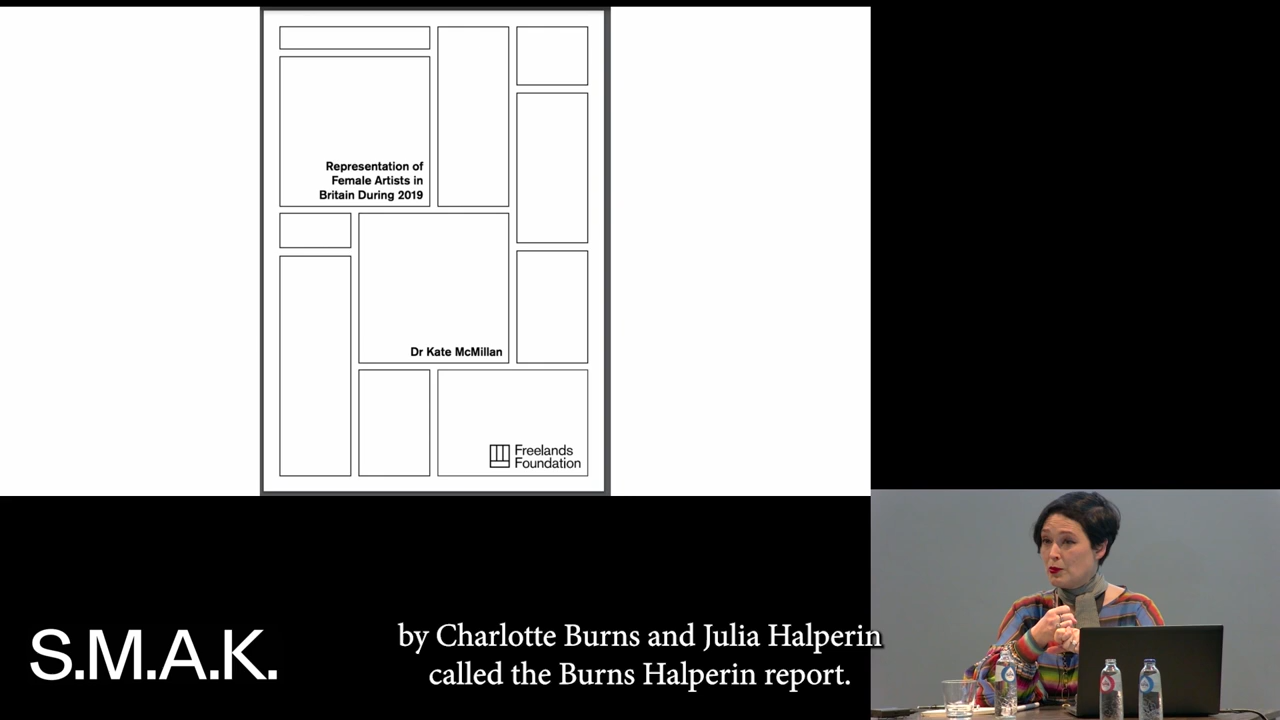 Representation of
Female Artists in
Britain During 2019
Dr Kate McMillan
Freelands
Foundation
S.M.A.K.
by Charlotte Burns and Julia Halperin
called the Burns Halperin report.